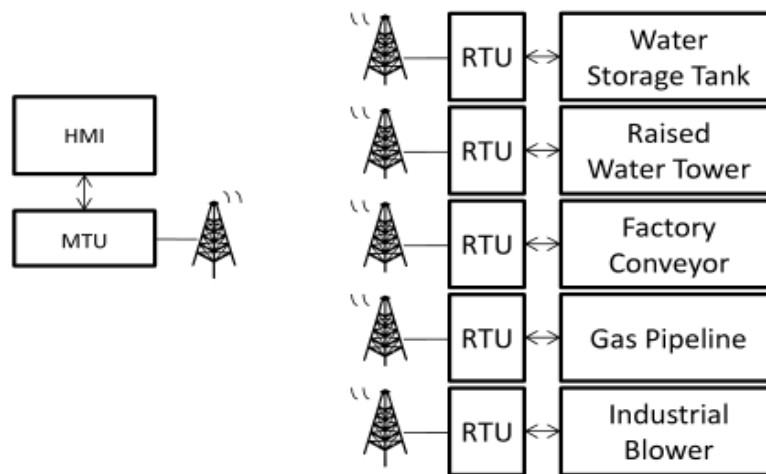 HMI
MTU
RTU
Water
Storage Tank
RTU
Raised
Water Tower
RTU
Factory
Conveyor
RTU
Gas Pipeline
RTU
Industrial
Blower